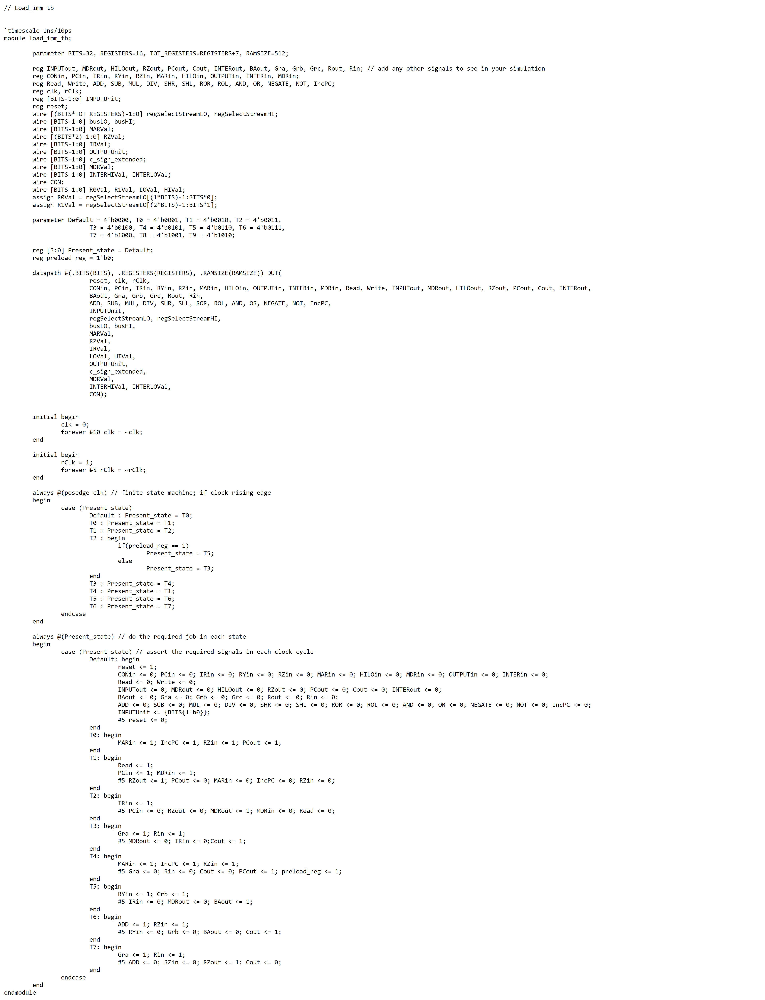 // Load_imm tb
`timescale 1ns/10ps
module load_imm_tb;
parameter BITS=32, REGISTERS=16, TOT_REGISTERS=REGISTERS+7, RAMSIZE=512;
reg INPUTout, MDRout, HILOout, RZout, PCout, Cout, INTERout, BAout, Gra, Grb, Grc, Rout, Rin; // add any other signals to see in your simulation
reg CONin, PCin, IRin, RYin, RZin, MARin, HILOin, OUTPUTin, INTERin, MDRin;
reg Read, Write, ADD, SUB, MUL, DIV, SHR, SHL, ROR, ROL, AND, OR, NEGATE, NOT, IncPC;
reg clk, rClk;
reg [BITS-1:0] INPUTUnit;
reg reset;
wire [(BITS*TOT_REGISTERS)-1:0] regSelectStreamLO, regSelectStreamHI;
wire [BITS-1:0] busLO, busHI;
wire [BITS-1:0] MARVal;
wire [(BITS*2)-1:0] RZVal;
wire [BITS-1:0] IRVal;
wire [BITS-1:0] OUTPUTUnit;
wire [BITS-1:0] c_sign_extended;
wire [BITS-1:0] MDRVal;
wire [BITS-1:0] INTERHIVal, INTERLOVal;
wire CON;
wire [BITS-1:0] R0Val, R1Val, LOVal, HIVal;
assign R0Val = regSelectStreamLO[(1*BITS)-1:BITS*0];
assign R1Val = regSelectStreamLO[(2*BITS)-1:BITS*1];
parameter Default = 4'b0000, T0 = 4'b0001, T1 = 4'b0010, T2 = 4'b0011,
T3 = 4'b0100, T4 = 4'b0101, T5 = 4'b0110, T6 = 4'b0111,
T7 = 4'b1000, T8 = 4'b1001, T9 = 4'b1010;
reg [3:0] Present_state = Default;
reg preload_reg = 1'b0;
datapath #(.BITS(BITS), .REGISTERS(REGISTERS), .RAMSIZE(RAMSIZE)) DUT(
reset, clk, rClk,
CONin, PCin, IRin, RYin, RZin, MARin, HILOin, OUTPUTin, INTERin, MDRin, Read, Write, INPUTout, MDRout, HILOout, RZout, PCout, Cout, INTERout,
BAout, Gra, Grb, Grc, Rout, Rin,
ADD, SUB, MUL, DIV, SHR, SHL, ROR, ROL, AND, OR, NEGATE, NOT, IncPC,
INPUTUnit,
regSelectStreamLO, regSelectStreamHI,
busLO, busHI,
MARVal,
RZVal,
IRVal,
LOVal, HIVal,
OUTPUTUnit,
c_sign_extended,
MDRVal,
INTERHIVal, INTERLOVal,
CON);
initial begin
clk = 0;
forever #10 clk = ~clk;
end
initial begin
rClk = 1;
forever #5 rClk = ~rClk;
end
always @(posedge clk) // finite state machine; if clock rising-edge
begin
case (Present_state)
Default : Present_state = T0;
T0 : Present_state = T1;
T1 : Present_state = T2;
T2 : begin
if(preload_reg == 1)
Present_state = T5;
else
Present_state = T3;
end
T3 : Present_state = T4;
T4 : Present_state = T1;
T5 : Present_state = T6;
T6 : Present_state = T7;
endcase
end
always @(Present_state) // do the required job in each state
begin
case (Present_state) // assert the required signals in each clock cycle
Default: begin
reset <= 1;
CONin <= 0; PCin <= 0; IRin <= 0; RYin <= 0; RZin <= 0; MARin <= 0; HILOin <= 0; MDRin <= 0; OUTPUTin <= 0; INTERin <= 0;
Read <= 0; Write <= 0;
INPUTout <= 0; MDRout <= 0; HILOout <= 0; RZout <= 0; PCout <= 0; Cout <= 0; INTERout <= 0;
BAout <= 0; Gra <= 0; Grb <= 0; Grc <= 0; Rout <= 0; Rin <= 0;
ADD <= 0; SUB <= 0; MUL <= 0; DIV <= 0; SHR <= 0; SHL <= 0; ROR <= 0; ROL <= 0; AND <= 0; OR <= 0; NEGATE <= 0; NOT <= 0; IncPC <= 0;
INPUTUnit <= {BITS{1'b0}};
#5 reset <= 0;
end
T0: begin
MARin <= 1; IncPC <= 1; RZin <= 1; PCout <= 1;
end
T1: begin
Read <= 1;
PCin <= 1; MDRin <= 1;
#5 RZout <= 1; PCout <= 0; MARin <= 0; IncPC <= 0; RZin <= 0;
end
T2: begin
IRin <= 1;
#5 PCin <= 0; RZout <= 0; MDRout <= 1; MDRin <= 0; Read <= 0;
end
T3: begin
Gra <= 1; Rin <= 1;
#5 MDRout <= 0; IRin <= 0;Cout <= 1;
end
T4: begin
MARin <= 1; IncPC <= 1; RZin <= 1;
#5 Gra <= 0; Rin <= 0; Cout <= 0; PCout <= 1; preload_reg <= 1;
end
T5: begin
RYin <= 1; Grb <= 1;
#5 IRin <= 0; MDRout <= 0; BAout <= 1;
end
T6: begin
ADD <= 1; RZin <= 1;
#5 RYin <= 0; Grb <= 0; BAout <= 0; Cout <= 1;
end
T7: begin
Gra <= 1; Rin <= 1;
#5 ADD <= 0; RZin <= 0; RZout <= 1; Cout <= 0;
end
endcase
end
endmodule